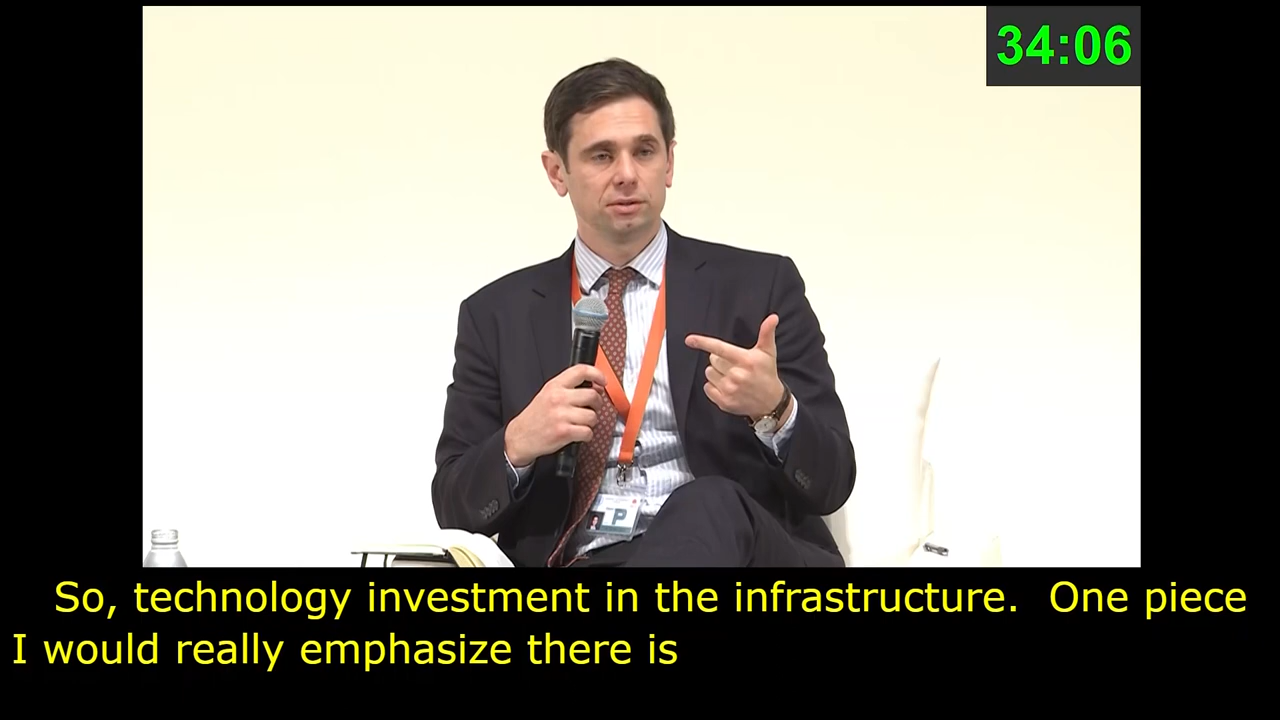 34:06
P
So, technology investment in the infrastructure.  One piece
I would really emphasize there is